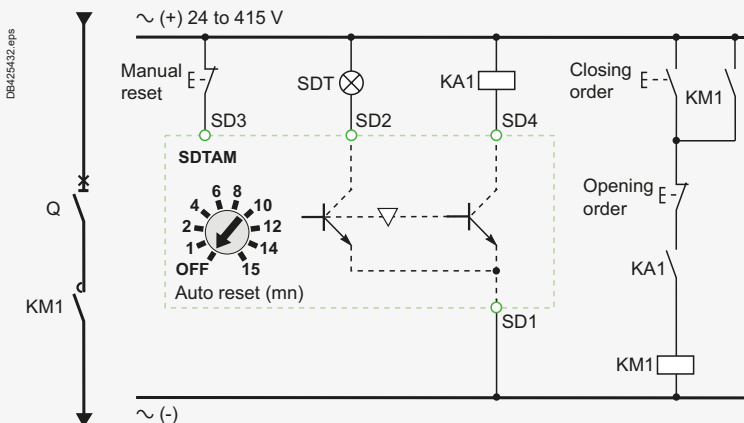 DB425432.eps
∼ (+) 24 to 415 V
Manual
reset
SDT
KA1
Closing
order
KM1
SD3
SD2
SD4
SDTAM
Q
6 8
4 10
2 12
1 14
OFF 15
Auto reset (mn)
Opening
order
KA1
KM1
SD1
KM1
∼ (-)